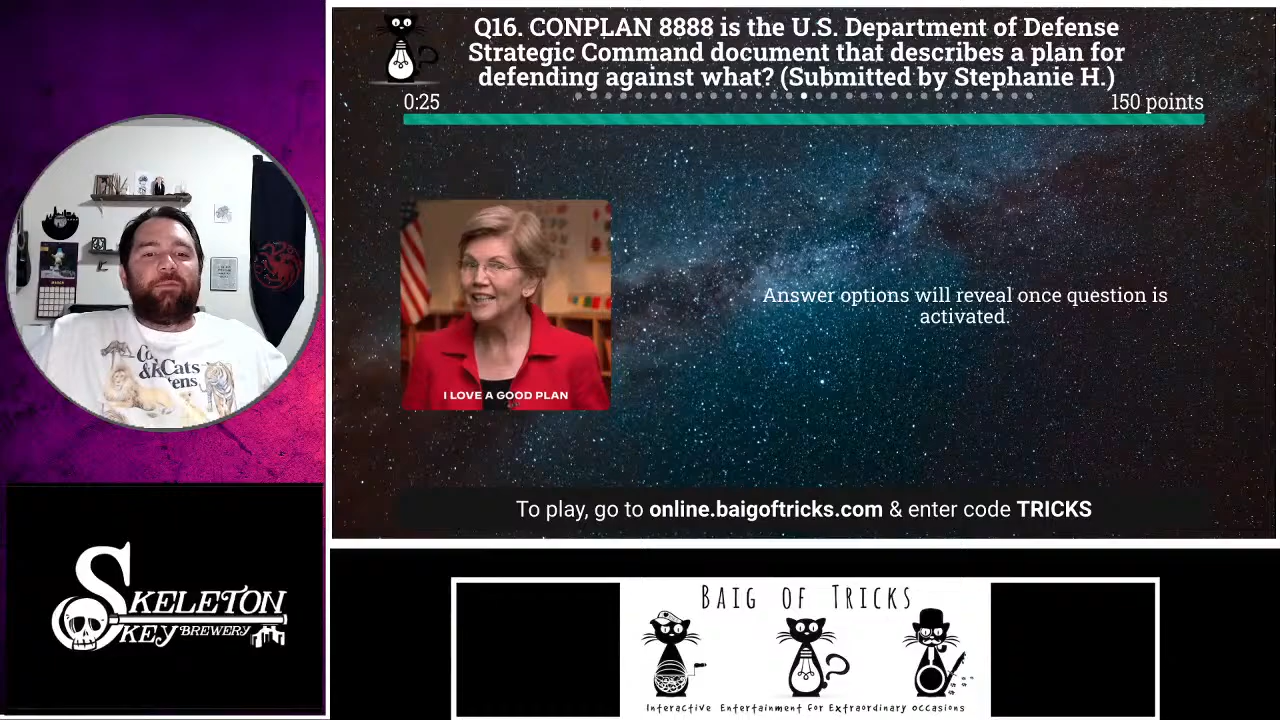 Q16. CONPLAN 8888 is the U.S. Department of Defense
Strategic Command document that describes a plan for
defending against what? (Submitted by Stephanie H.)
0:25
150 points
I LOVE A GOOD PLAN
Answer options will reveal once question is
activated.
To play, go to online.baigoftricks.com & enter code TRICKS
SKELETON
KEY BREWERY
BAIG OF TRICKS
Interactive Entertainment for Extraordinary occasions